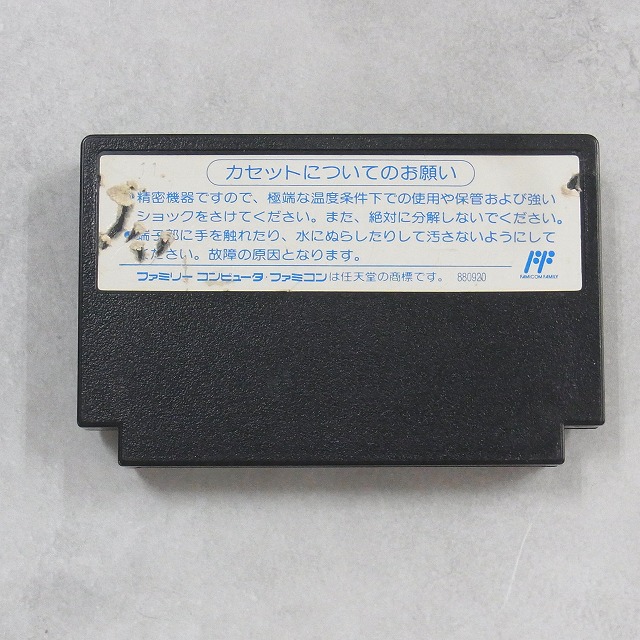 カセットについてのお願い
精密機器ですので、極端な温度条件下での使用や保管および強い
ショックをさけてください。また、絶対に分解しないでください。
端子部に手を触れたり、水にぬらしたりして汚さないようにして
ください。故障の原因となります。
ファミリーコンピュータ・ファミコンは任天堂の商標です。 880920
FAMICOM FAMILY